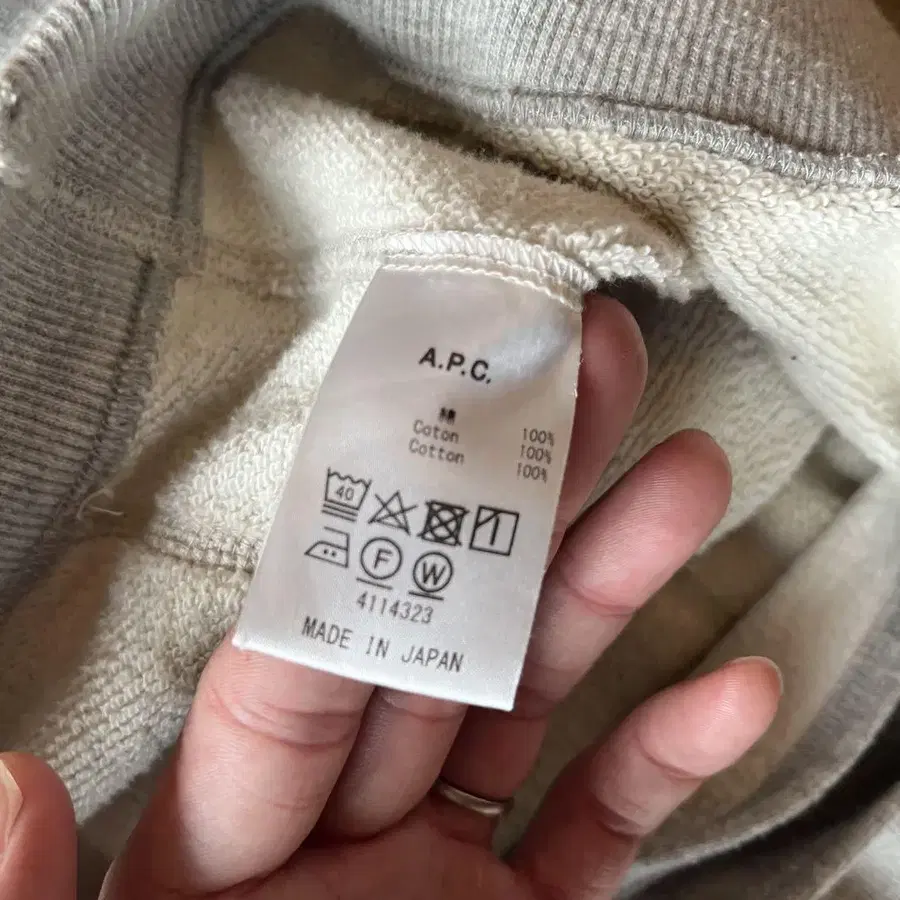 A.P.C.
綿 100%
Coton 100%
Cotton 100%
40
F W
4114323
MADE IN JAPAN